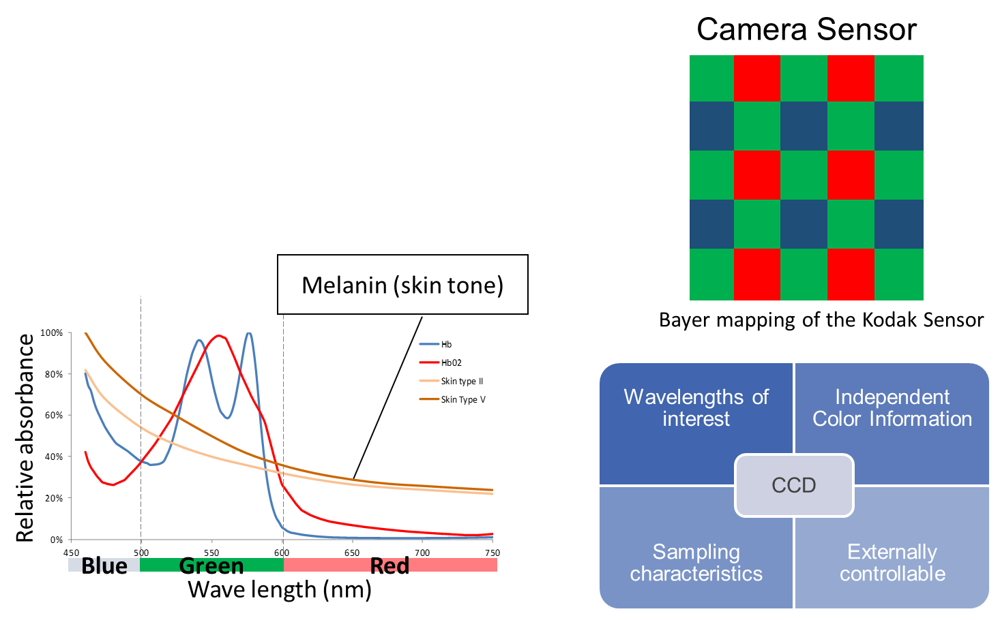 Camera Sensor
Bayer mapping of the Kodak Sensor
Melanin (skin tone)
Relative absorbance
100%
80%
60%
40%
20%
0%
Hb
Hb02
Skin type II
Skin Type V
450 500 550 600 650 700 750
Blue Green Red
Wave length (nm)
Wavelengths of
interest
Independent
Color Information
CCD
Sampling
characteristics
Externally
controllable